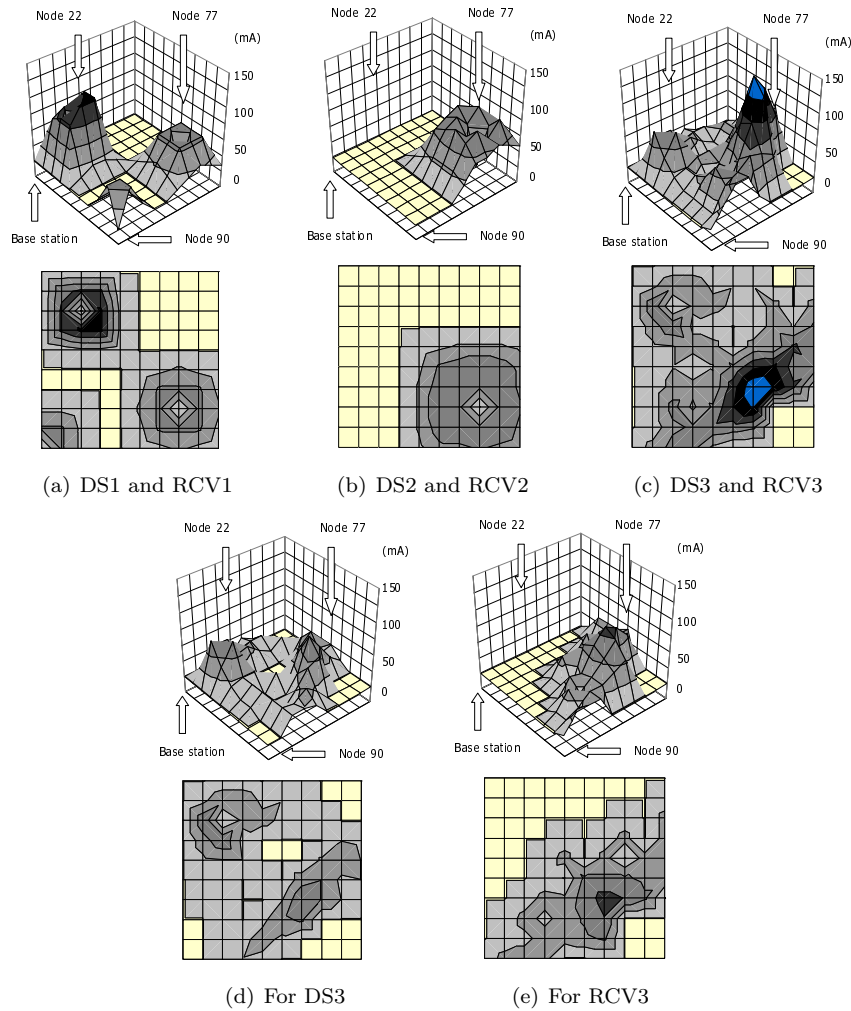 Node 22
Node 77
(mA)
150
100
50
0
Base station
Node 90
(a) DS1 and RCV1
Node 22
Node 77
(mA)
150
100
50
0
Base station
Node 90
(b) DS2 and RCV2
Node 22
Node 77
(mA)
150
100
50
0
Base station
Node 90
(c) DS3 and RCV3
Node 22
Node 77
(mA)
150
100
50
0
Base station
Node 90
(d) For DS3
Node 22
Node 77
(mA)
150
100
50
0
Base station
Node 90
(e) For RCV3